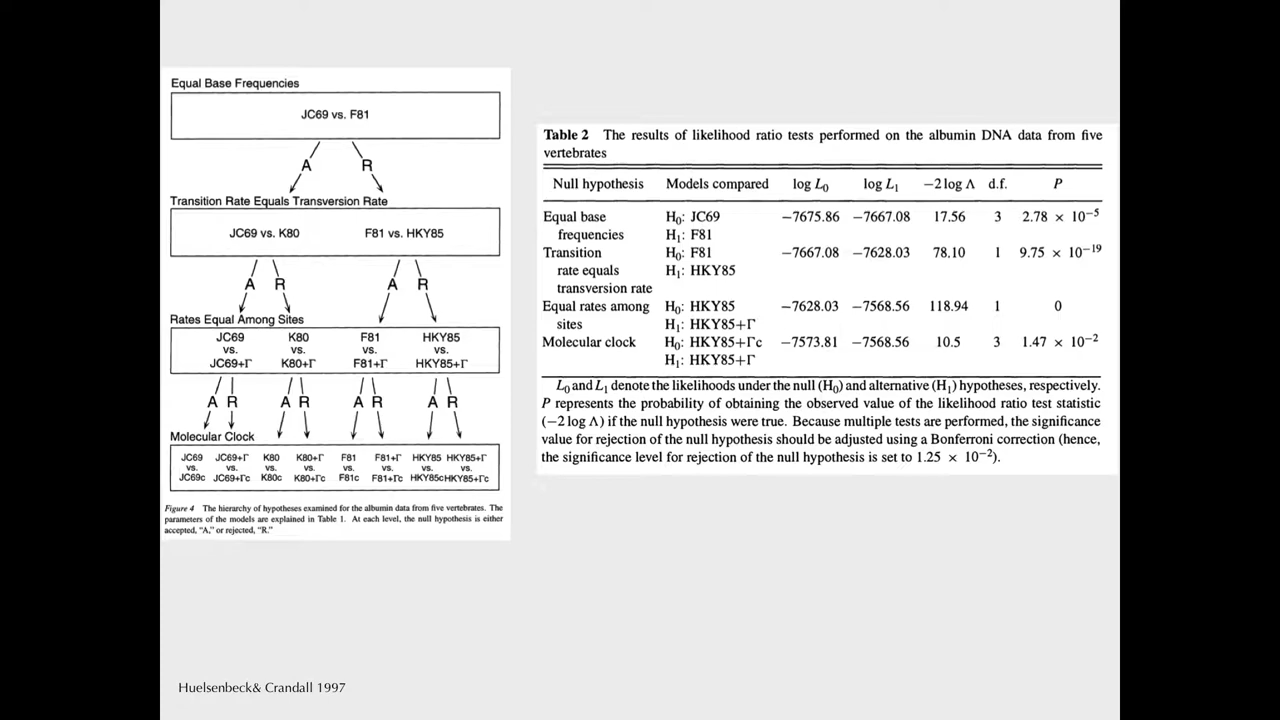 Equal Base Frequencies
JC69 vs. F81
A R
Transition Rate Equals Transversion Rate
JC69 vs. K80 F81 vs. HKY85
A R A R
Rates Equal Among Sites
JC69 K80 F81 HKY85
vs. vs. vs. vs.
JC69+Γ K80+Γ F81+Γ HKY85+Γ
A R A R A R A R
Molecular Clock
JC69 JC69+Γ K80 K80+Γ F81 F81+Γ HKY85 HKY85+Γ
vs. vs. vs. vs. vs. vs. vs. vs.
JC69c JC69+Γc K80c K80+Γc F81c F81+Γc HKY85c HKY85+Γc
Figure 4 The hierarchy of hypotheses examined for the albumin data from five vertebrates. The
parameters of the models are explained in Table 1. At each level, the null hypothesis is either
accepted, “A,” or rejected, “R.”
Table 2 The results of likelihood ratio tests performed on the albumin DNA data from five
vertebrates
Null hypothesis Models compared log L₀ log L₁ −2 log Λ d.f. P
Equal base H₀: JC69 −7675.86 −7667.08 17.56 3 2.78 × 10⁻⁵
frequencies H₁: F81
Transition H₀: F81 −7667.08 −7628.03 78.10 1 9.75 × 10⁻¹⁹
rate equals H₁: HKY85
transversion rate
Equal rates among H₀: HKY85 −7628.03 −7568.56 118.94 1 0
sites H₁: HKY85+Γ
Molecular clock H₀: HKY85+Γc −7573.81 −7568.56 10.5 3 1.47 × 10⁻²
H₁: HKY85+Γ
L₀ and L₁ denote the likelihoods under the null (H₀) and alternative (H₁) hypotheses, respectively.
P represents the probability of obtaining the observed value of the likelihood ratio test statistic
(−2 log Λ) if the null hypothesis were true. Because multiple tests are performed, the significance
value for rejection of the null hypothesis should be adjusted using a Bonferroni correction (hence,
the significance level for rejection of the null hypothesis is set to 1.25 × 10⁻²).
Huelsenbeck& Crandall 1997